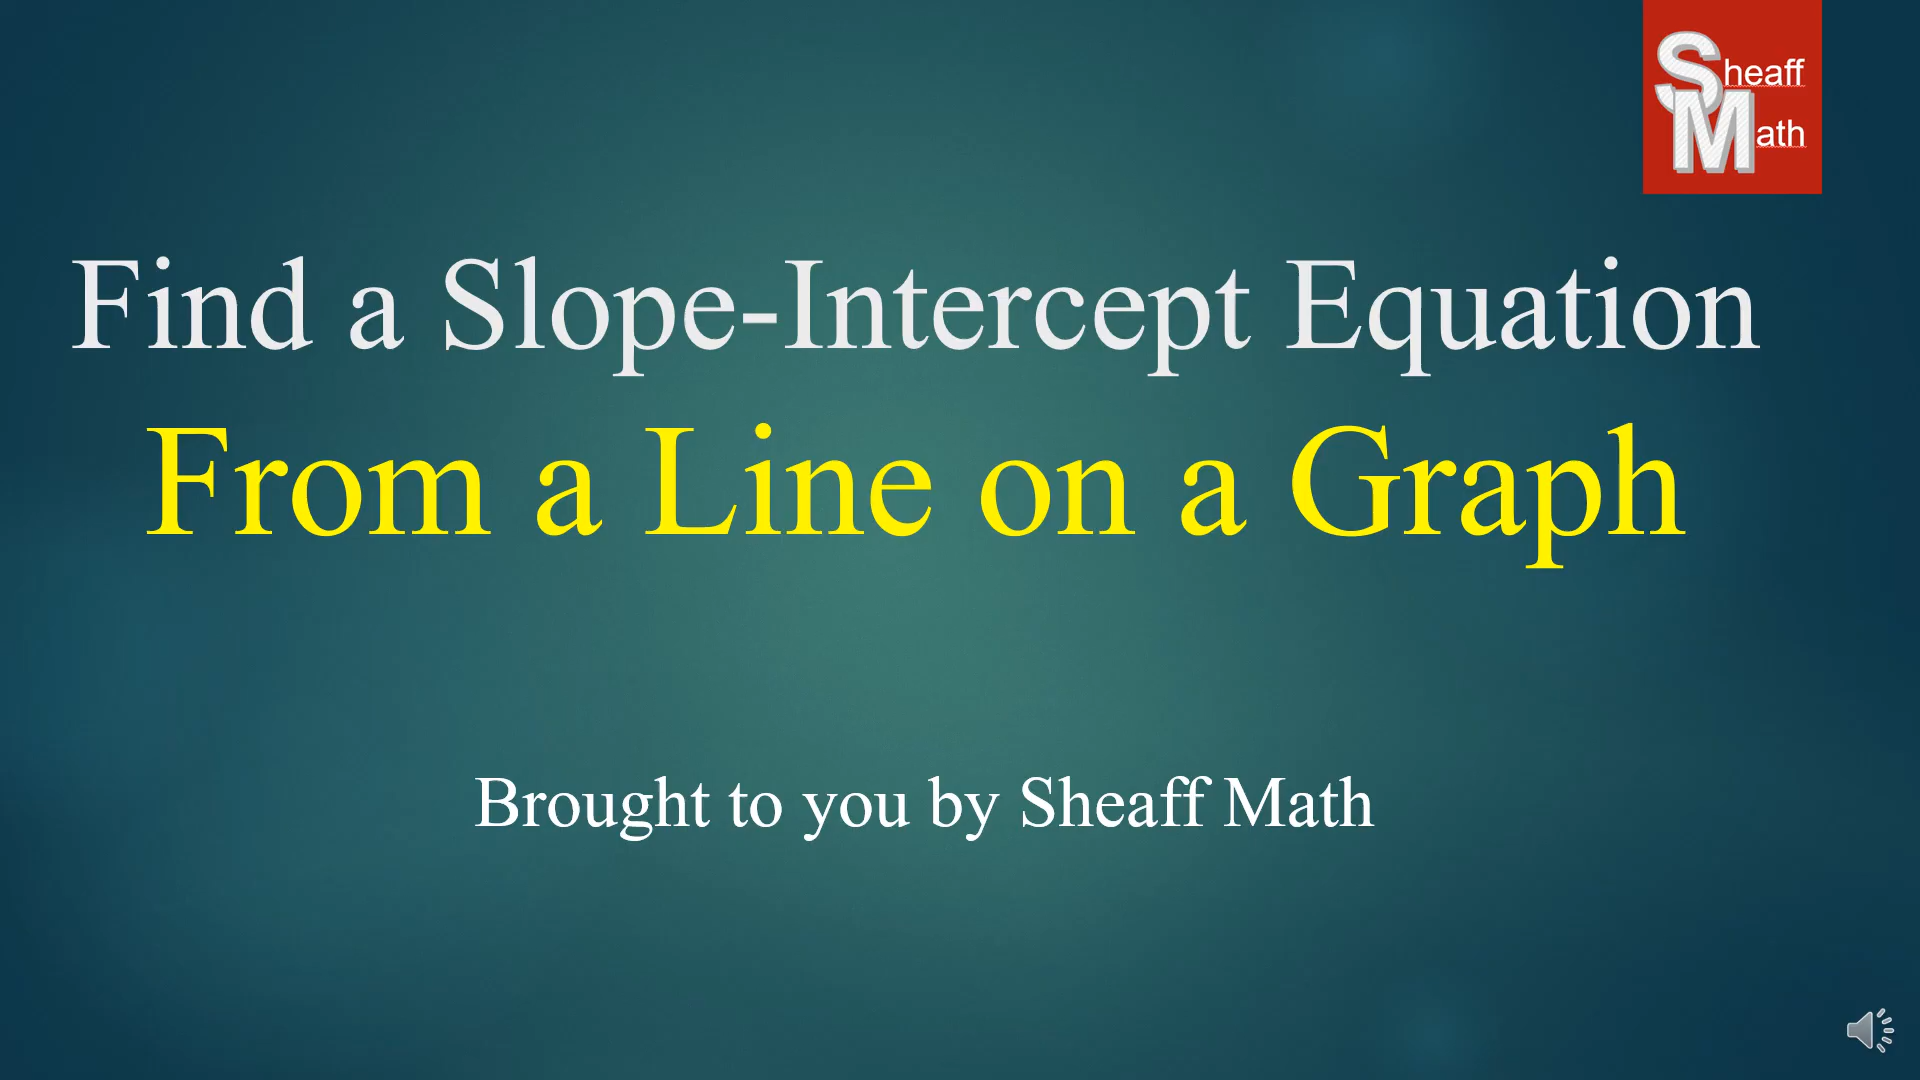 Sheaff
Math
Find a Slope-Intercept Equation
From a Line on a Graph
Brought to you by Sheaff Math